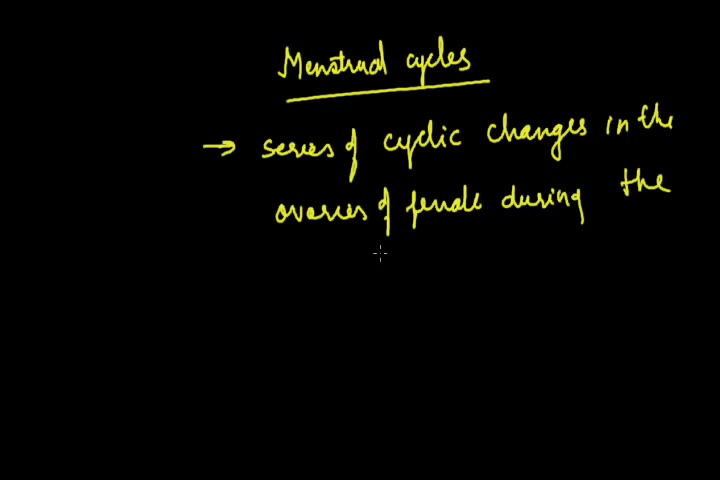 Menstrual cycles
→ series of cyclic changes in the
ovaries of female during the